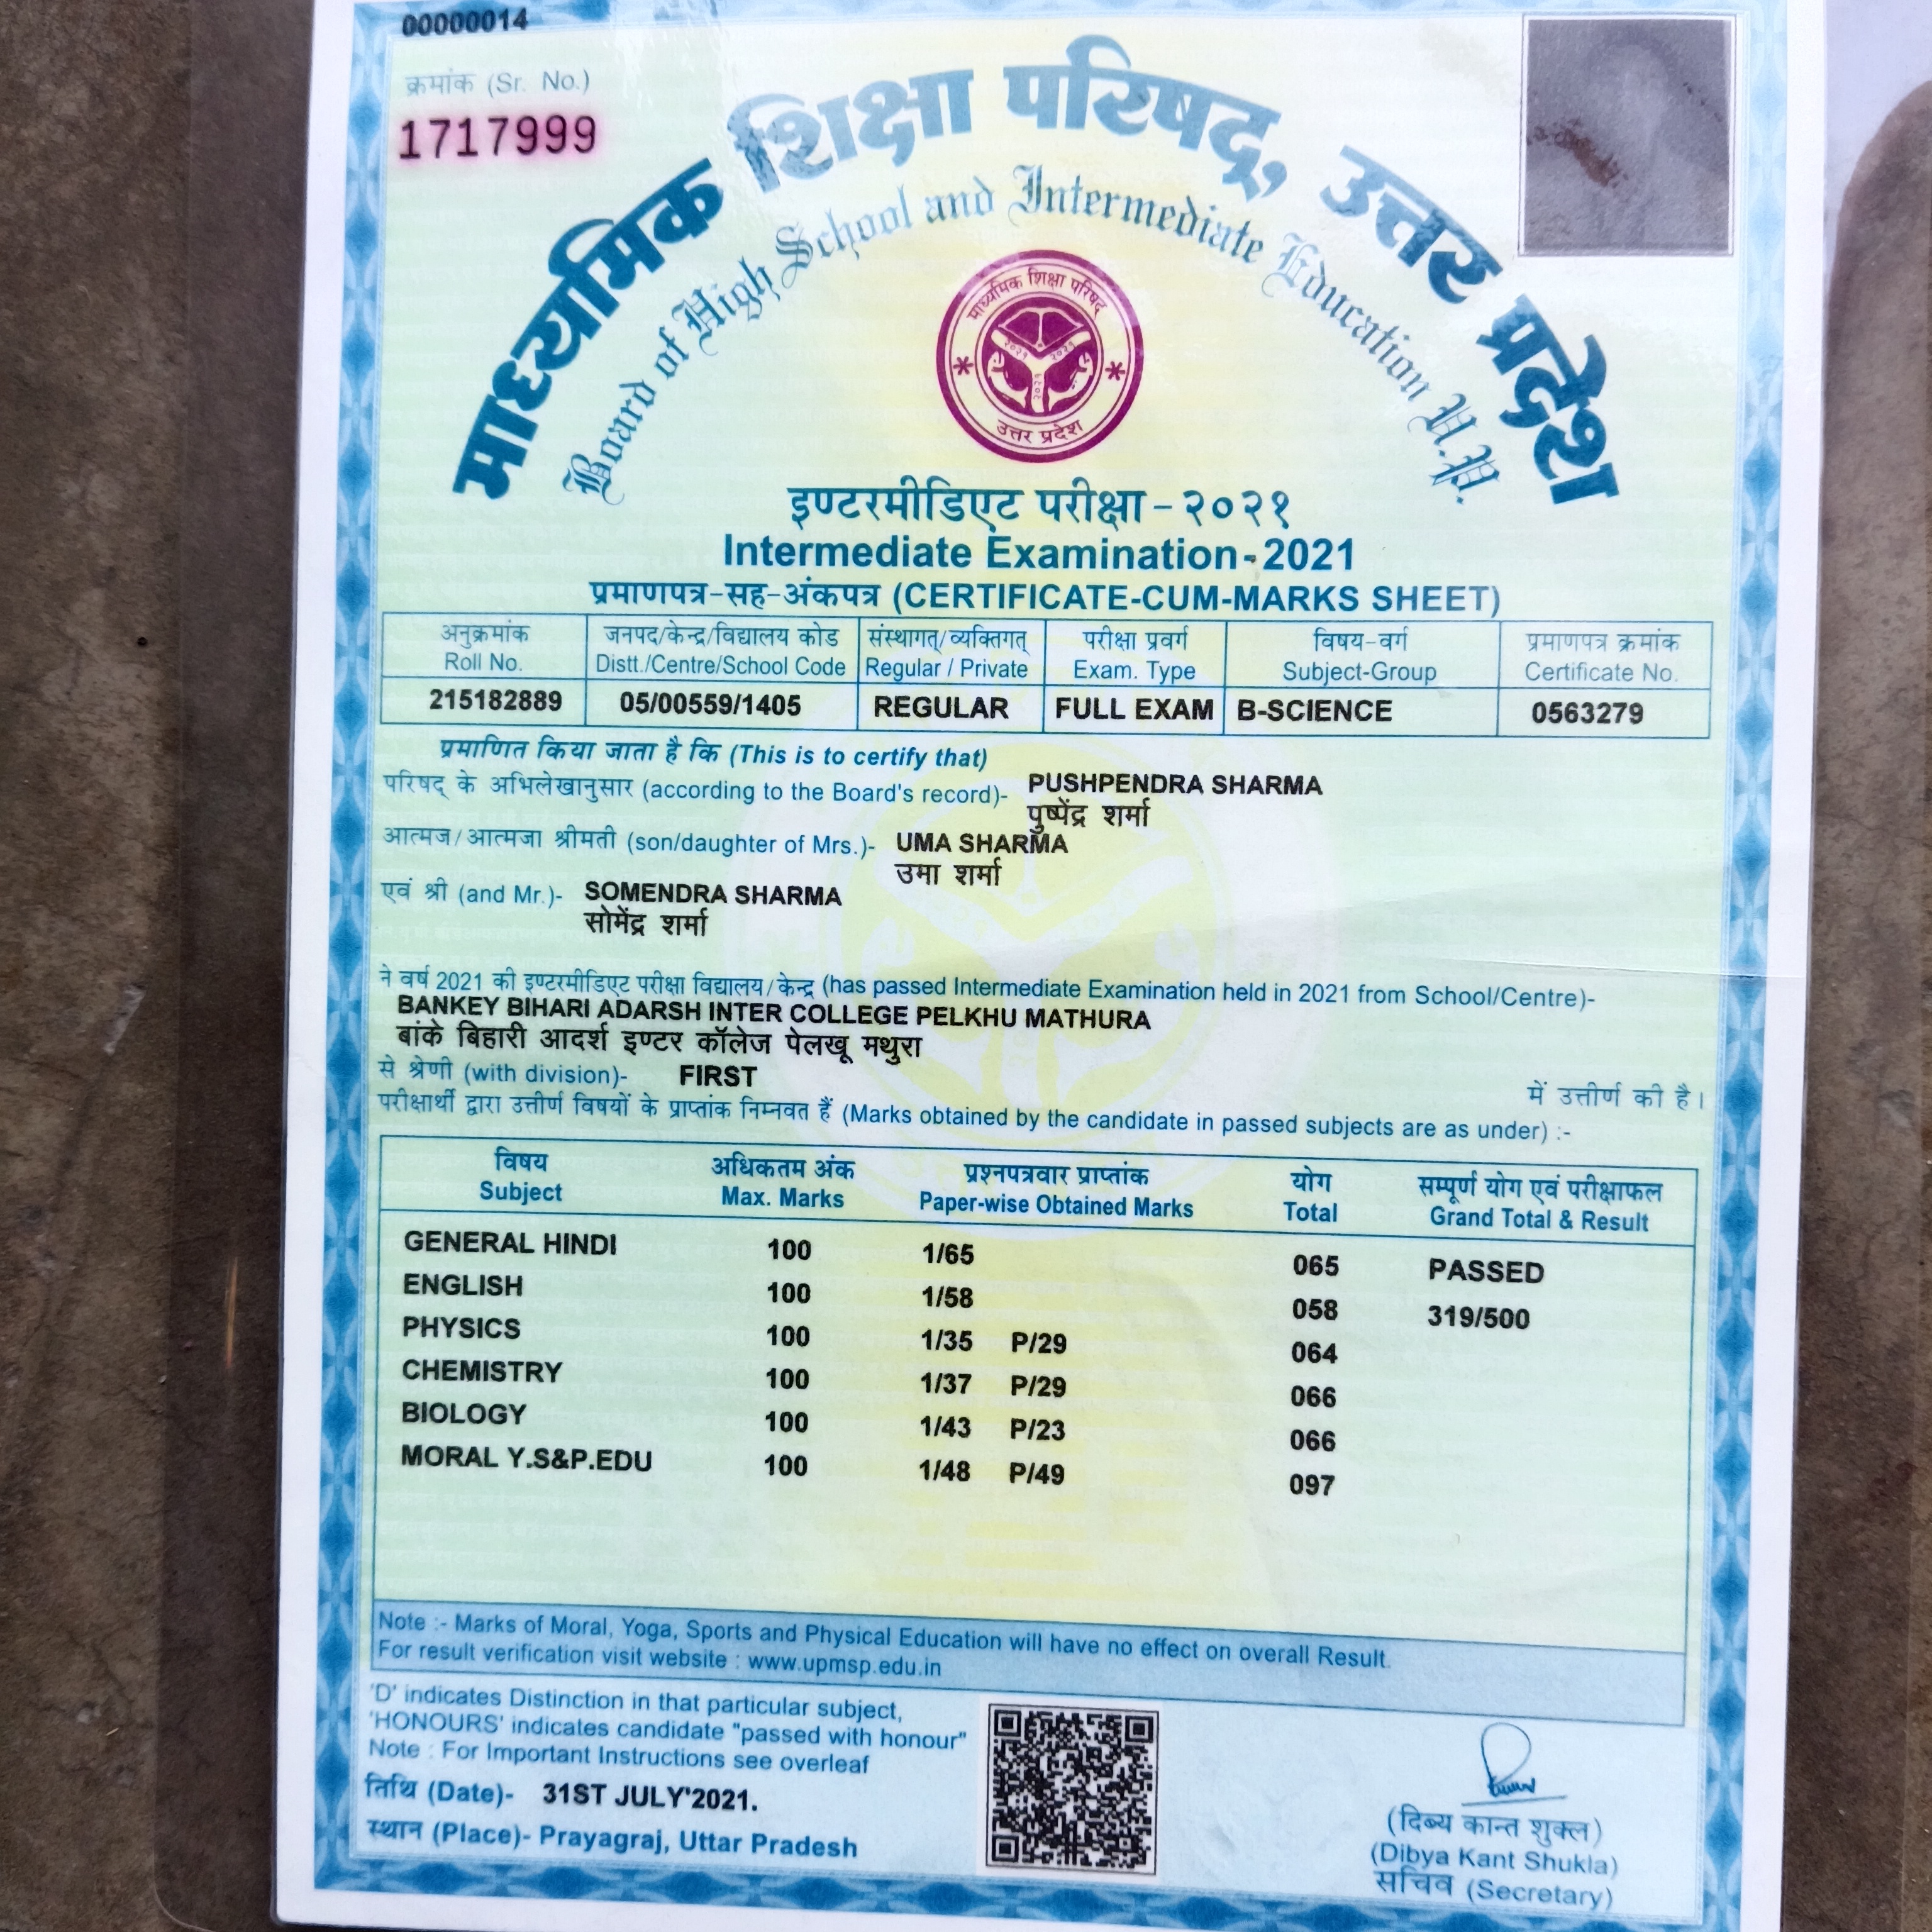 00000014
क्रमांक (Sr. No.)
1717999
माध्यमिक शिक्षा परिषद्, उत्तर प्रदेश
Board of High School and Intermediate Education U.P.
माध्यमिक शिक्षा परिषद
२०२१ २०२१
२०२१
उत्तर प्रदेश
इण्टरमीडिएट परीक्षा - २०२१
Intermediate Examination - 2021
प्रमाणपत्र-सह-अंकपत्र (CERTIFICATE-CUM-MARKS SHEET)
अनुक्रमांक जनपद/केन्द्र/विद्यालय कोड संस्थागत्/व्यक्तिगत् परीक्षा प्रवर्ग विषय-वर्ग प्रमाणपत्र क्रमांक
Roll No. Distt./Centre/School Code Regular / Private Exam. Type Subject-Group Certificate No.
215182889 05/00559/1405 REGULAR FULL EXAM B-SCIENCE 0563279
प्रमाणित किया जाता है कि (This is to certify that)
परिषद् के अभिलेखानुसार (according to the Board's record)- PUSHPENDRA SHARMA
पुष्पेंद्र शर्मा
आत्मज/आत्मजा श्रीमती (son/daughter of Mrs.)- UMA SHARMA
उमा शर्मा
एवं श्री (and Mr.)- SOMENDRA SHARMA
सोमेंद्र शर्मा
ने वर्ष 2021 की इण्टरमीडिएट परीक्षा विद्यालय/केन्द्र (has passed Intermediate Examination held in 2021 from School/Centre)-
BANKEY BIHARI ADARSH INTER COLLEGE PELKHU MATHURA
बांके बिहारी आदर्श इण्टर कॉलेज पेलखू मथुरा
से श्रेणी (with division)- FIRST में उत्तीर्ण की है।
परीक्षार्थी द्वारा उत्तीर्ण विषयों के प्राप्तांक निम्नवत हैं (Marks obtained by the candidate in passed subjects are as under) :-
विषय अधिकतम अंक प्रश्नपत्रवार प्राप्तांक योग सम्पूर्ण योग एवं परीक्षाफल
Subject Max. Marks Paper-wise Obtained Marks Total Grand Total & Result
GENERAL HINDI 100 1/65 065 PASSED
ENGLISH 100 1/58 058 319/500
PHYSICS 100 1/35 P/29 064
CHEMISTRY 100 1/37 P/29 066
BIOLOGY 100 1/43 P/23 066
MORAL Y.S&P.EDU 100 1/48 P/49 097
Note :- Marks of Moral, Yoga, Sports and Physical Education will have no effect on overall Result.
For result verification visit website : www.upmsp.edu.in
'D' indicates Distinction in that particular subject,
'HONOURS' indicates candidate "passed with honour"
Note : For Important Instructions see overleaf
तिथि (Date)- 31ST JULY'2021.
स्थान (Place)- Prayagraj, Uttar Pradesh
(दिब्य कान्त शुक्ल)
(Dibya Kant Shukla)
सचिव (Secretary)